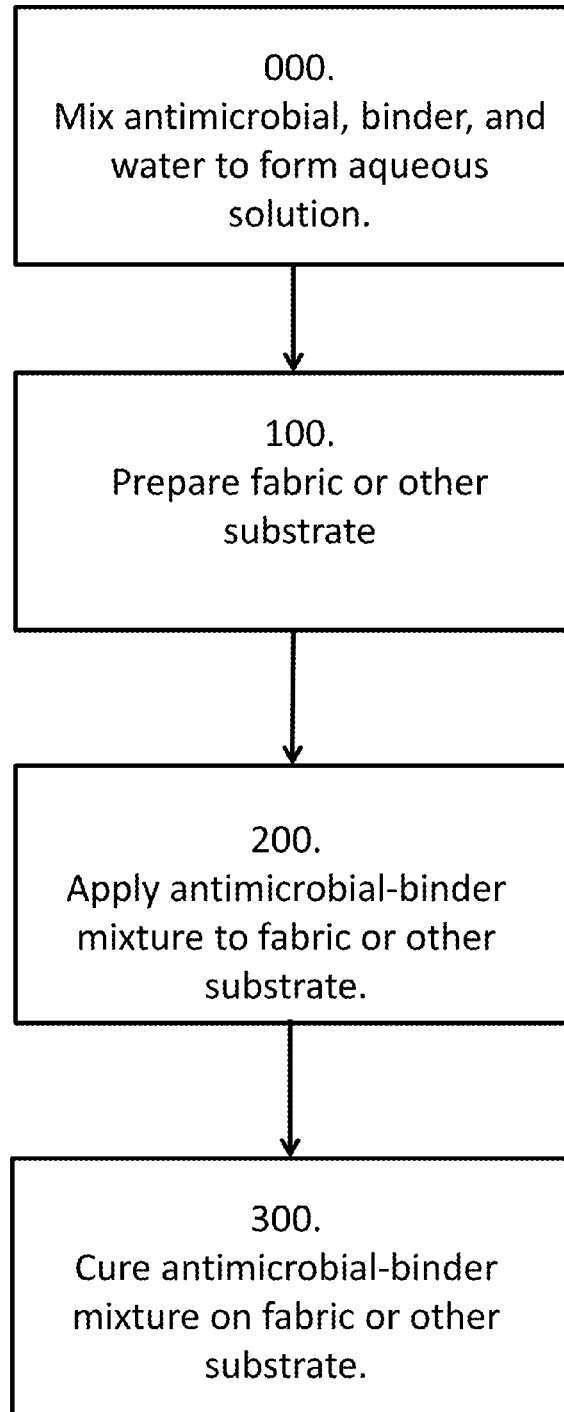 000.
Mix antimicrobial, binder, and
water to form aqueous
solution.
100.
Prepare fabric or other
substrate
200.
Apply antimicrobial-binder
mixture to fabric or other
substrate.
300.
Cure antimicrobial-binder
mixture on fabric or other
substrate.